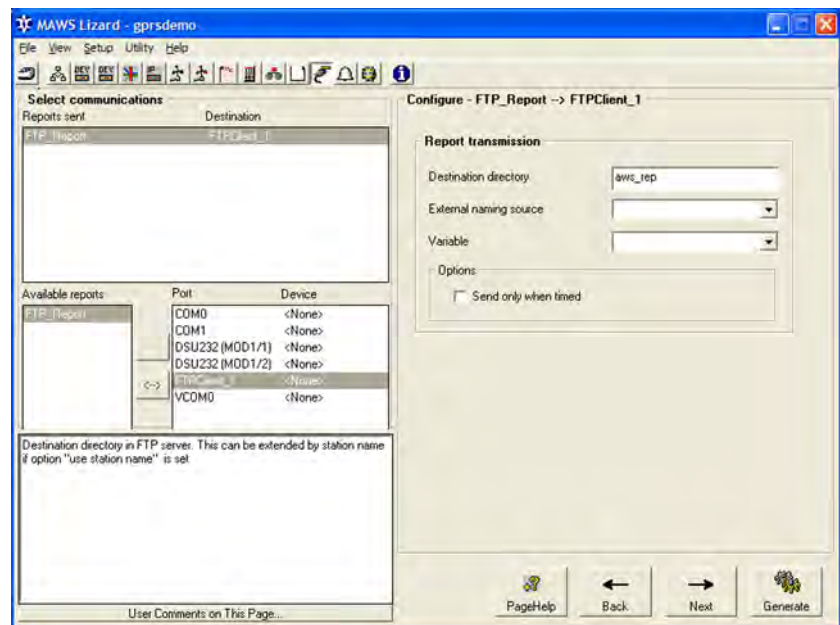 MAWS Lizard - gprsdemo
File View Setup Utility Help
Select communications
Reports sent Destination
FTP_Report FTPClient_1
Available reports Port Device
FTP_Report
COM0 <None>
COM1 <None>
DSU232 (MOD1/1) <None>
DSU232 (MOD1/2) <None>
FTPClient_1 <None>
VCOM0 <None>
<-->
Destination directory in FTP server. This can be extended by station name
if option "use station name" is set
User Comments on This Page...
Configure - FTP_Report --> FTPClient_1
Report transmission
Destination directory aws_rep
External naming source
Variable
Options
Send only when timed
PageHelp Back Next Generate